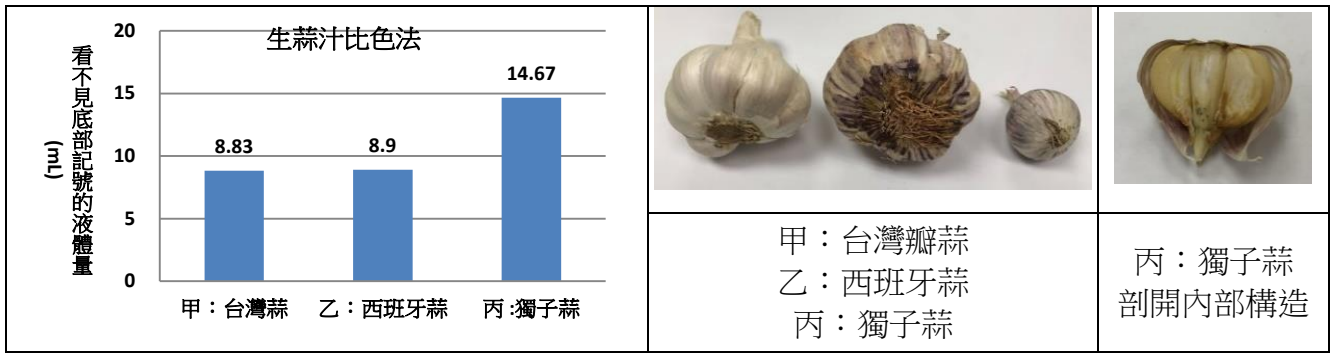 生蒜汁比色法
看不見底部記號的液體量
(mL)
20
15
10
5
0
8.83
8.9
14.67
甲：台灣蒜
乙：西班牙蒜
丙:獨子蒜
甲：台灣瓣蒜
乙：西班牙蒜
丙：獨子蒜
丙：獨子蒜
剖開內部構造